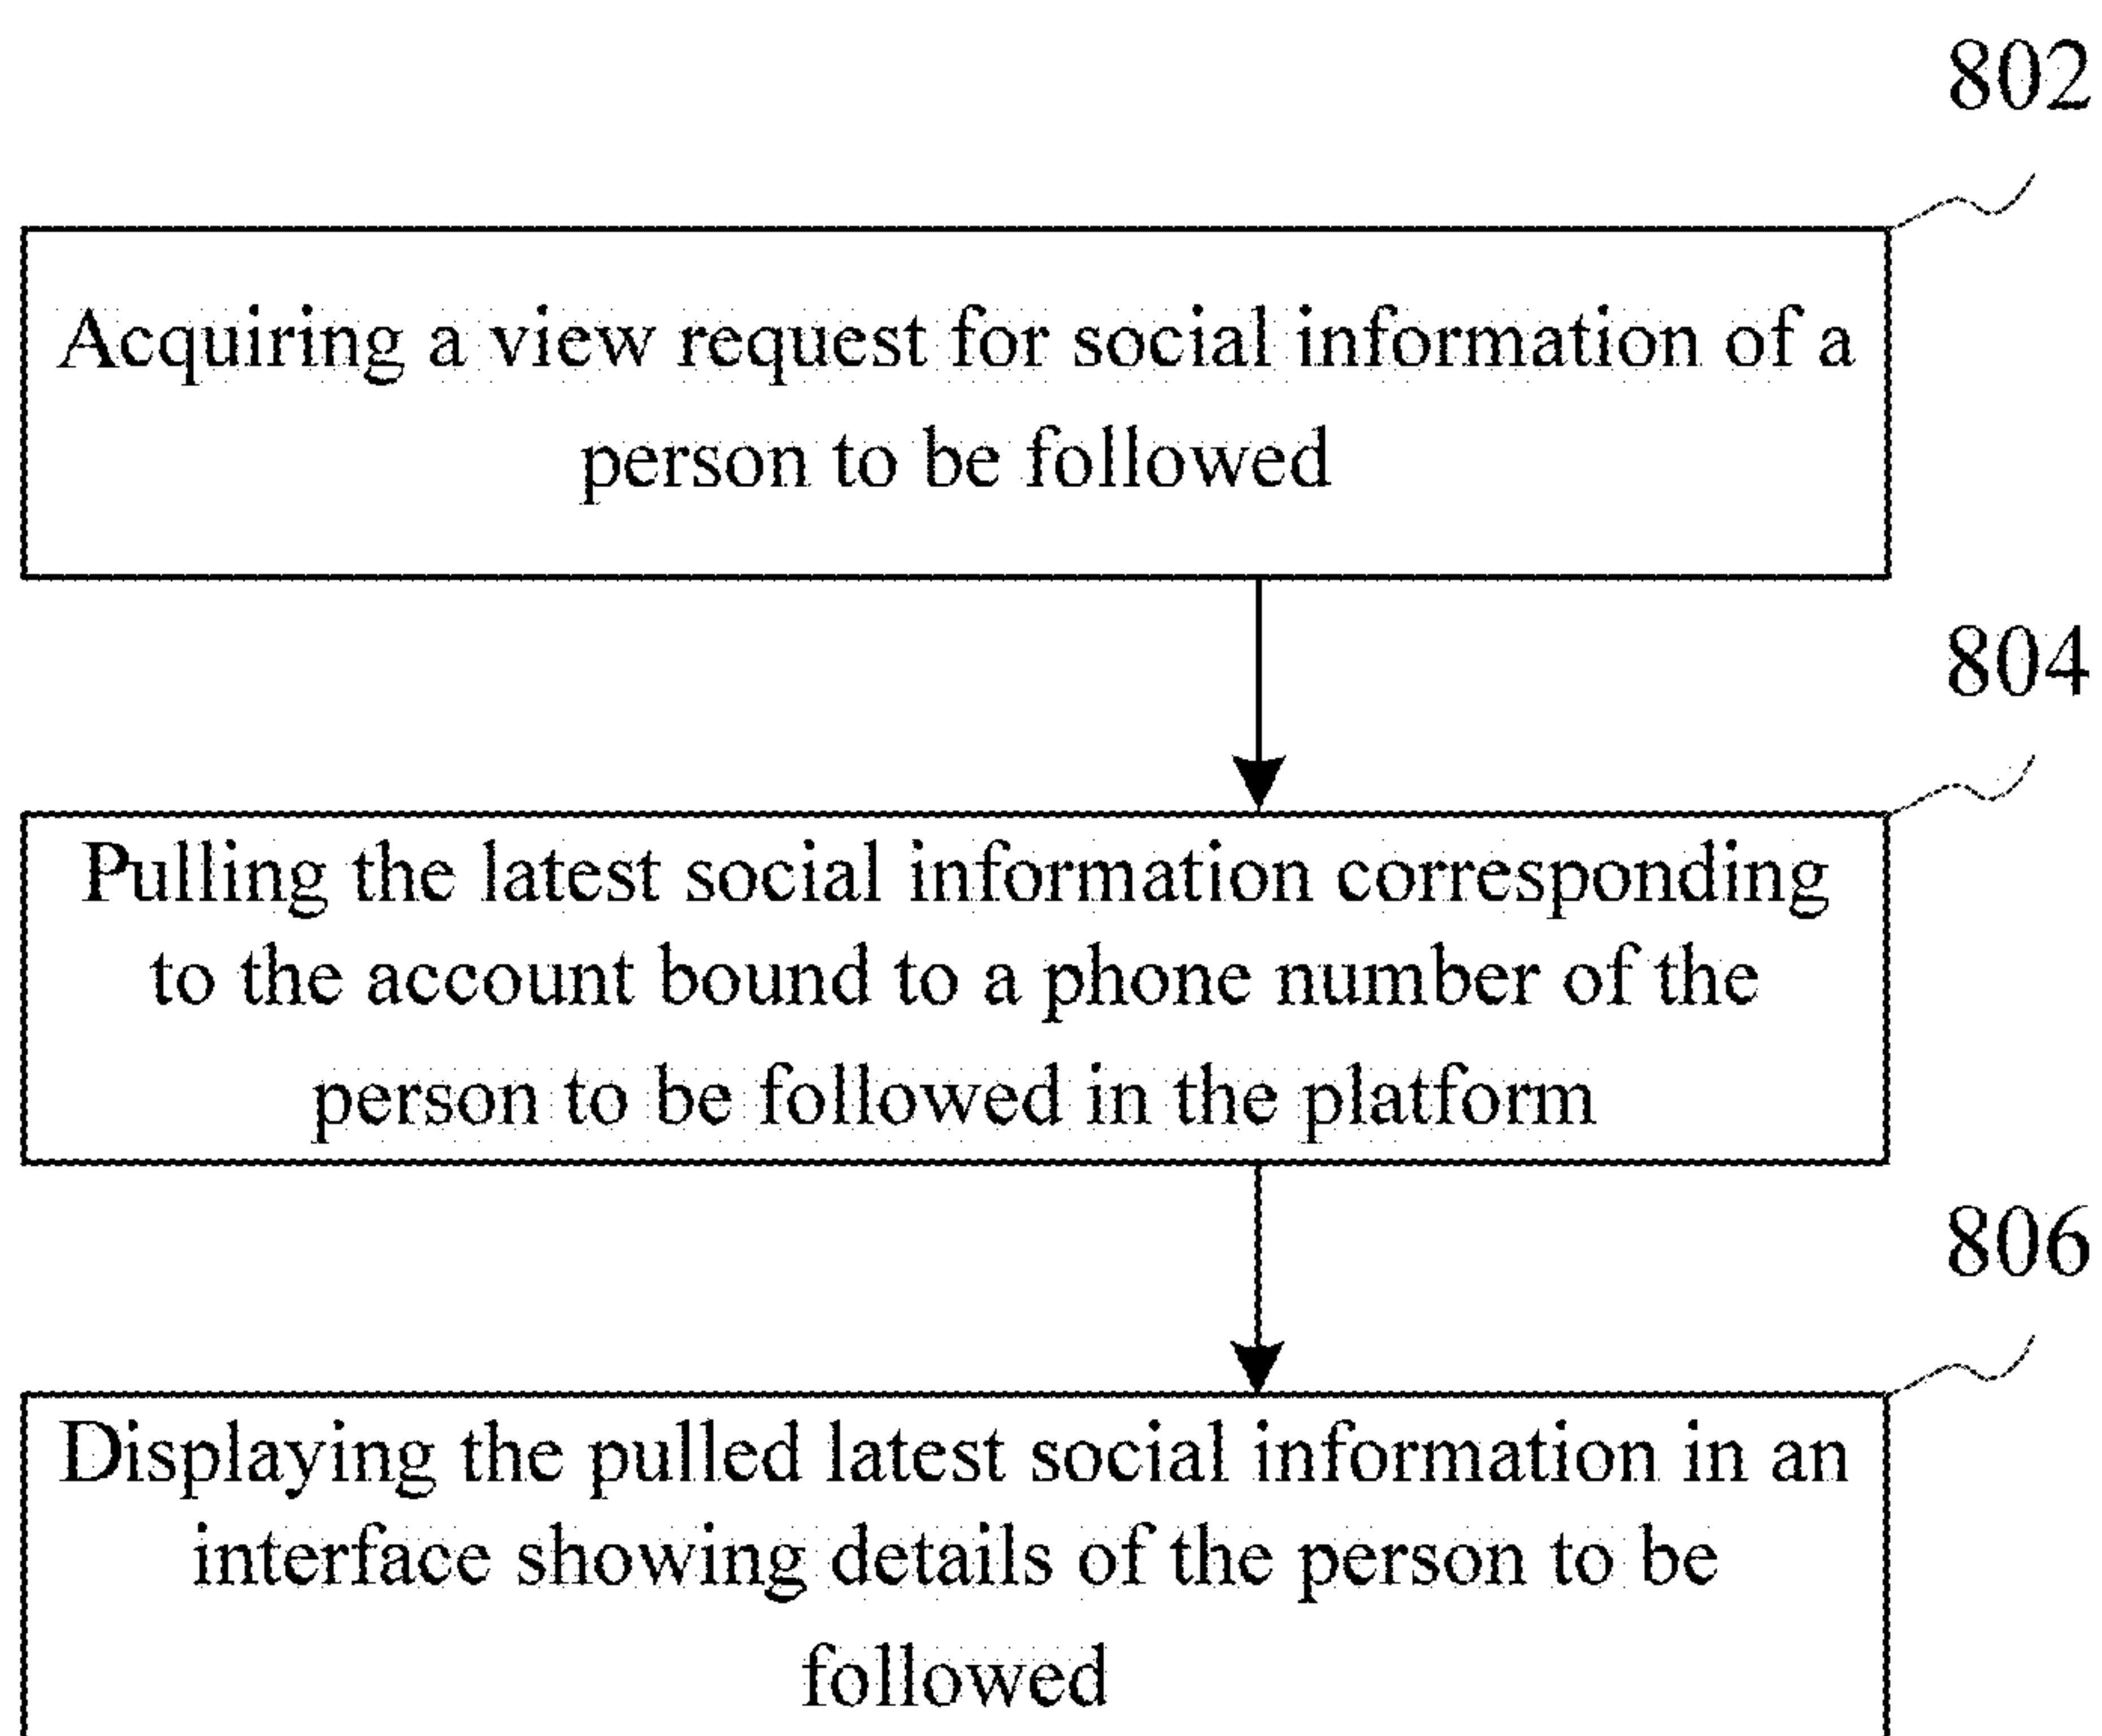 802
Acquiring a view request for social information of a
person to be followed
804
Pulling the latest social information corresponding
to the account bound to a phone number of the
person to be followed in the platform
806
Displaying the pulled latest social information in an
interface showing details of the person to be
followed